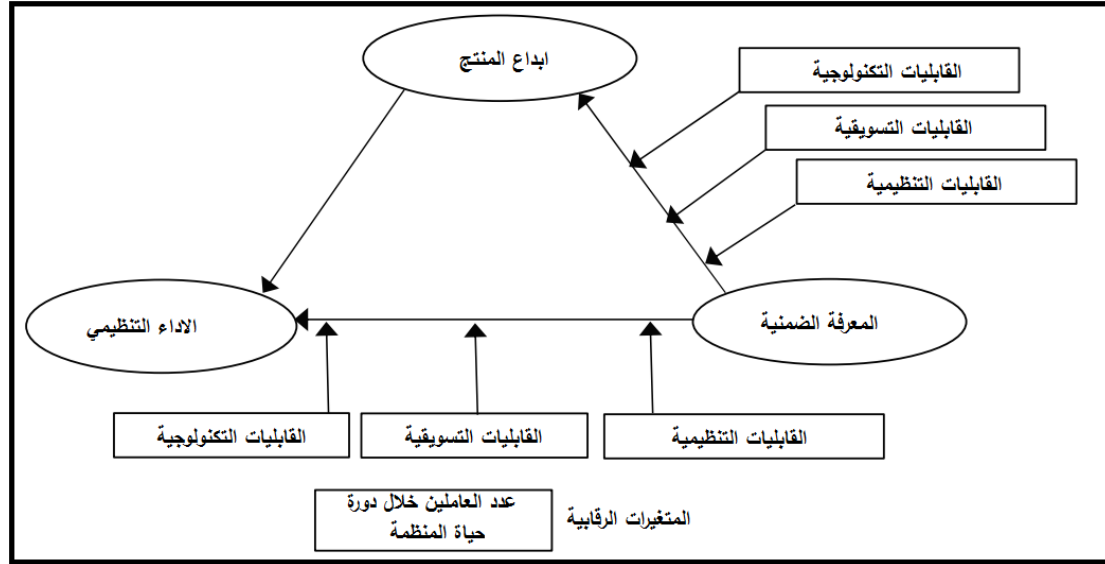 ابداع المنتج
القابليات التكنولوجية
القابليات التسويقية
القابليات التنظيمية
المعرفة الضمنية
الاداء التنظيمي
القابليات التنظيمية
القابليات التسويقية
القابليات التكنولوجية
المتغيرات الرقابية
عدد العاملين خلال دورة
حياة المنظمة